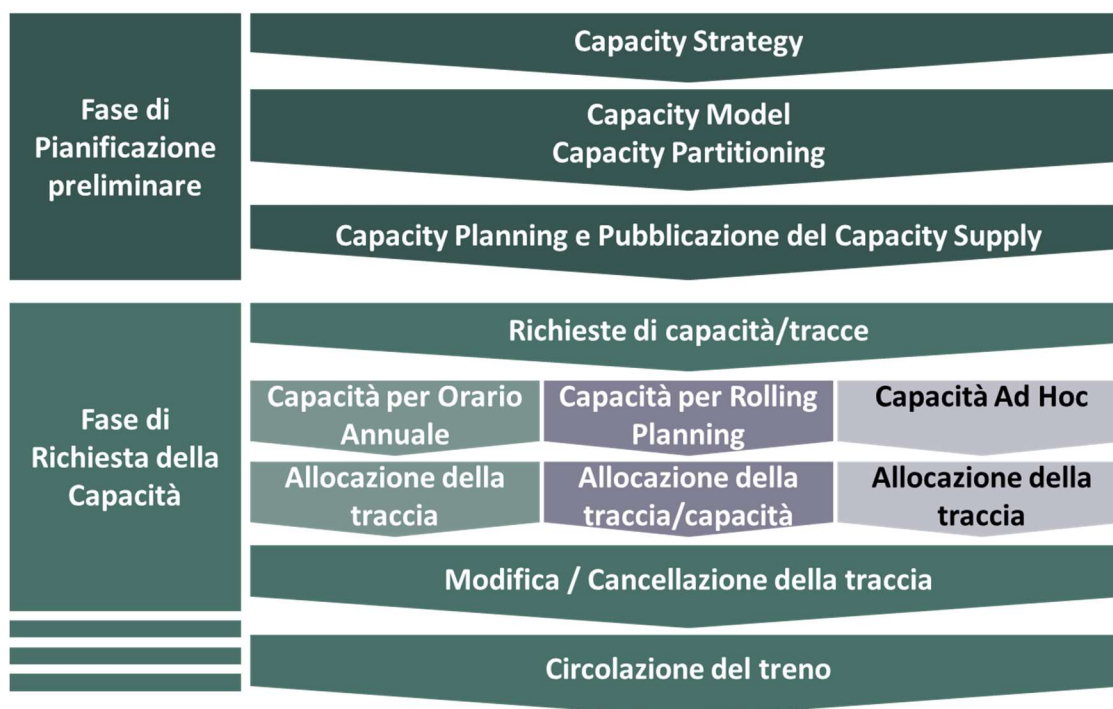 Fase di
Pianificazione
preliminare
Capacity Strategy
Capacity Model
Capacity Partitioning
Capacity Planning e Pubblicazione del Capacity Supply
Fase di
Richiesta della
Capacità
Richieste di capacità/tracce
Capacità per Orario
Annuale
Capacità per Rolling
Planning
Capacità Ad Hoc
Allocazione della
traccia
Allocazione della
traccia/capacità
Allocazione della
traccia
Modifica / Cancellazione della traccia
Circolazione del treno